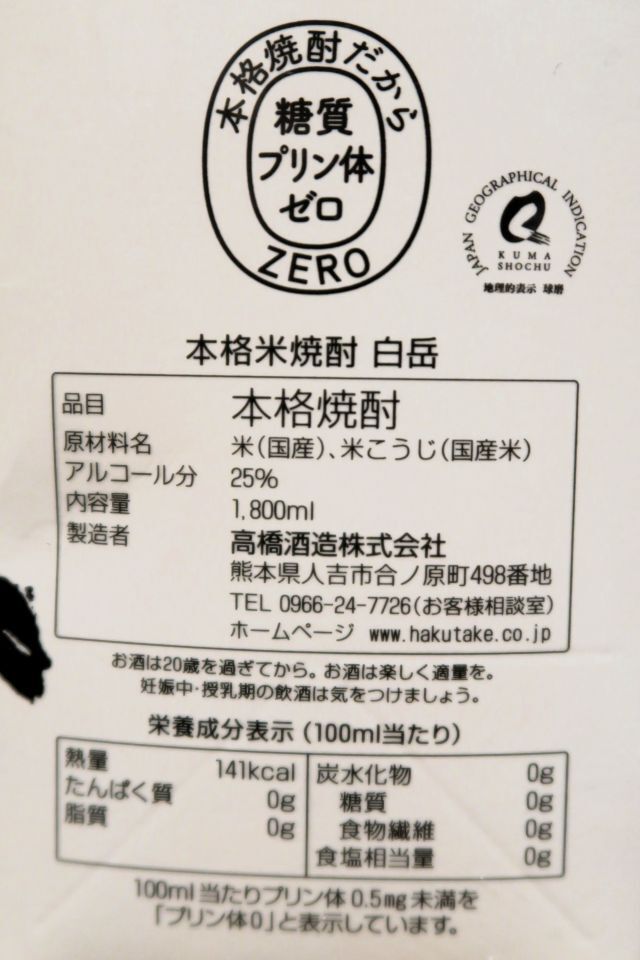 本格焼酎だから
糖質
プリン体
ゼロ
ZERO
JAPAN GEOGRAPHICAL INDICATION
KUMA
SHOCHU
地理的表示 球磨
本格米焼酎 白岳
品目 本格焼酎
原材料名 米(国産)、米こうじ(国産米)
アルコール分 25%
内容量 1,800ml
製造者 高橋酒造株式会社
熊本県人吉市合ノ原町498番地
TEL 0966-24-7726(お客様相談室)
ホームページ www.hakutake.co.jp
お酒は20歳を過ぎてから。お酒は楽しく適量を。
妊娠中・授乳期の飲酒は気をつけましょう。
栄養成分表示(100ml当たり)
熱量 141kcal
たんぱく質 0g
脂質 0g
炭水化物 0g
糖質 0g
食物繊維 0g
食塩相当量 0g
100ml当たりプリン体0.5mg未満を
「プリン体0」と表示しています。